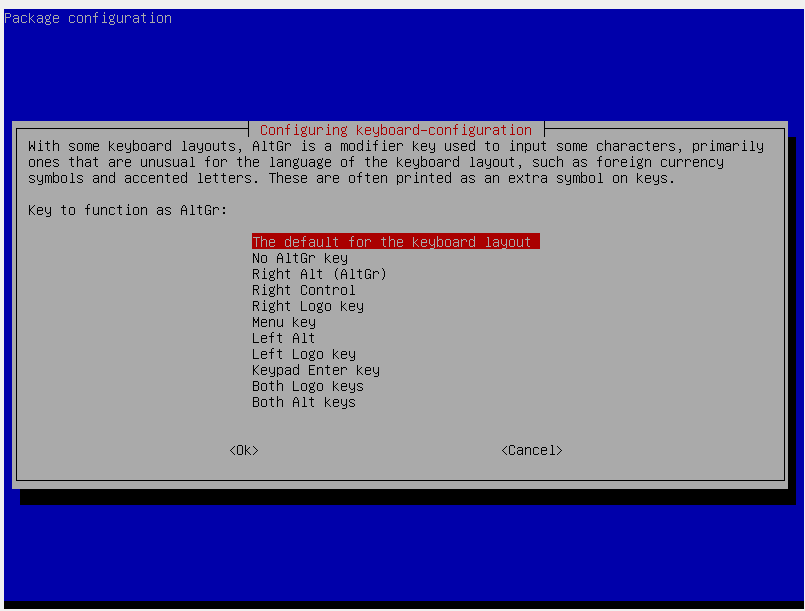 Package configuration
Configuring keyboard-configuration
With some keyboard layouts, AltGr is a modifier key used to input some characters, primarily
ones that are unusual for the language of the keyboard layout, such as foreign currency
symbols and accented letters. These are often printed as an extra symbol on keys.
Key to function as AltGr:
The default for the keyboard layout
No AltGr key
Right Alt (AltGr)
Right Control
Right Logo key
Menu key
Left Alt
Left Logo key
Keypad Enter key
Both Logo keys
Both Alt keys
<Ok> <Cancel>